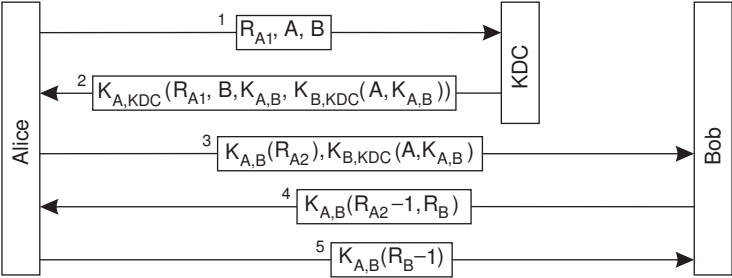 1
R_A1, A, B
KDC
2
K_A,KDC (R_A1, B,K_A,B, K_B,KDC(A,K_A,B))
Alice
Bob
3
K_A,B(R_A2),K_B,KDC(A,K_A,B)
4
K_A,B(R_A2−1,R_B)
5
K_A,B(R_B−1)